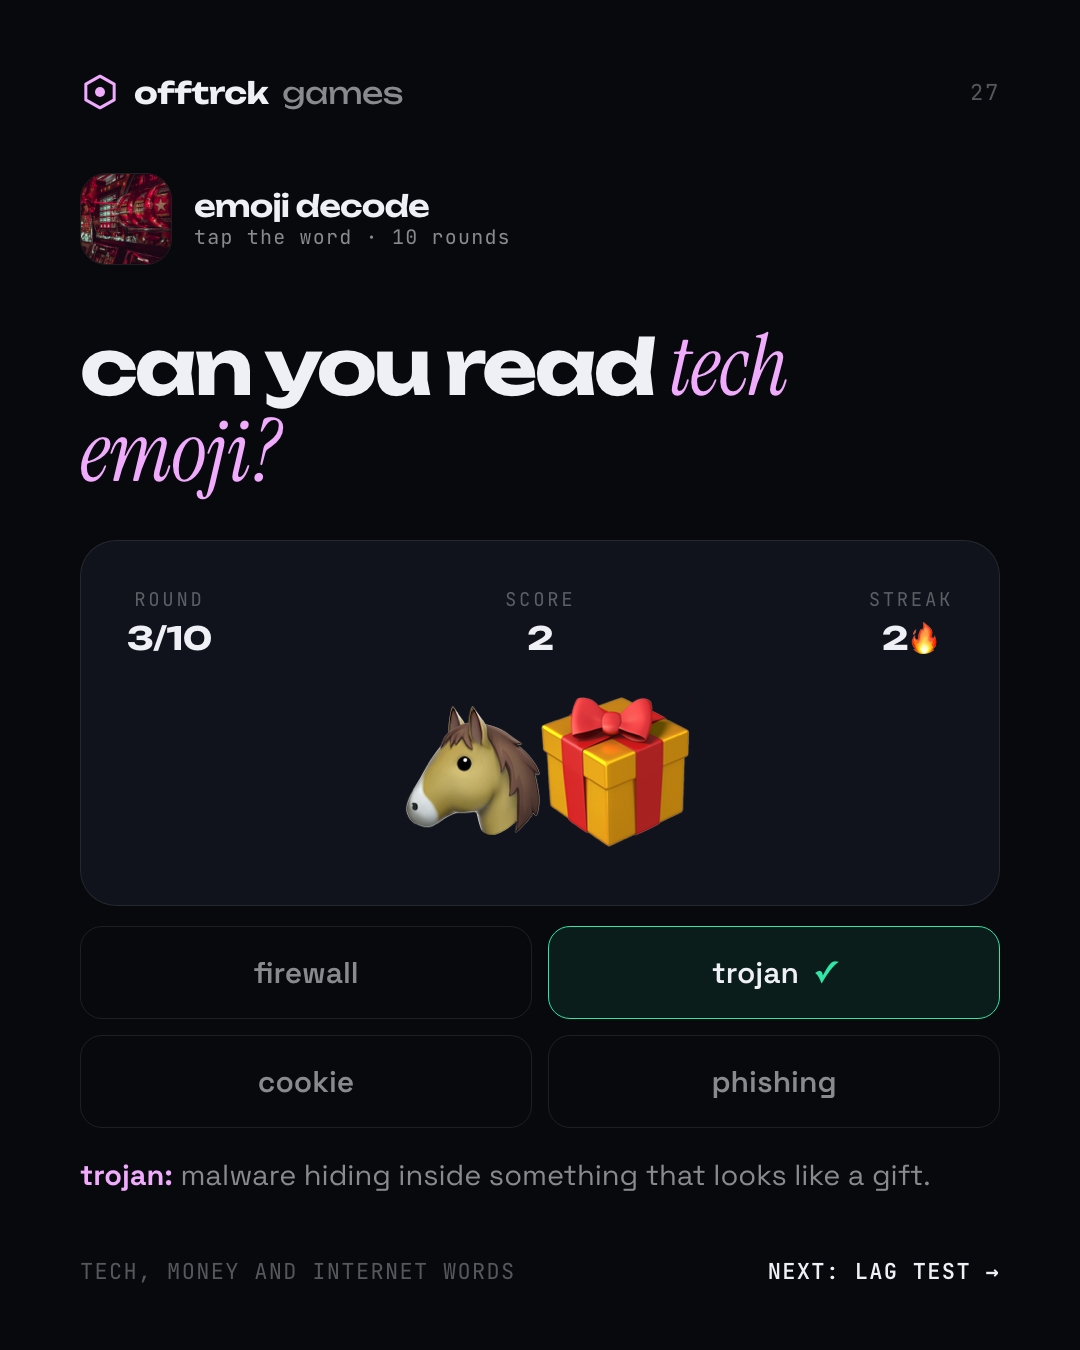 offtrck games
27
emoji decode
tap the word · 10 rounds
can you read tech
emoji?
ROUND
3/10
SCORE
2
STREAK
2🔥
firewall
trojan ✓
cookie
phishing
trojan: malware hiding inside something that looks like a gift.
TECH, MONEY AND INTERNET WORDS
NEXT: LAG TEST →